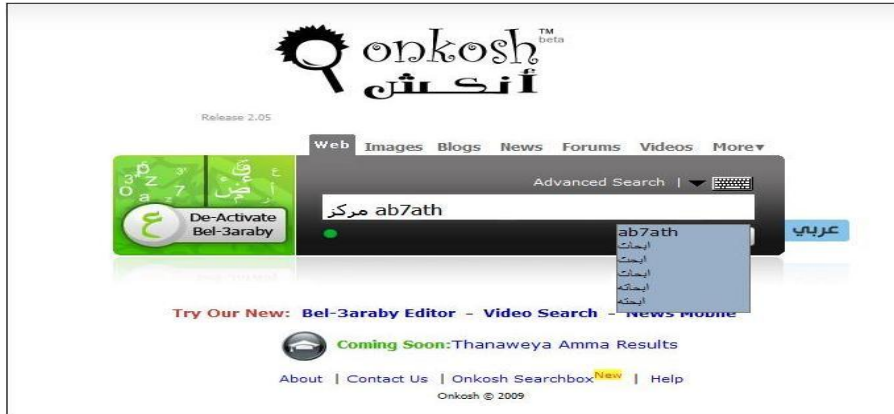 onkosh™
beta
أنكش
Release 2.05
Web Images Blogs News Forums Videos More▼
Advanced Search |
De-Activate
Bel-3araby
مركز ab7ath
عربي
ab7ath
ابحاث
ابحث
ابحاته
ابحثه
Try Our New: Bel-3araby Editor - Video Search - News Mobile
Coming Soon:Thanaweya Amma Results
About | Contact Us | Onkosh Searchbox New | Help
Onkosh © 2009